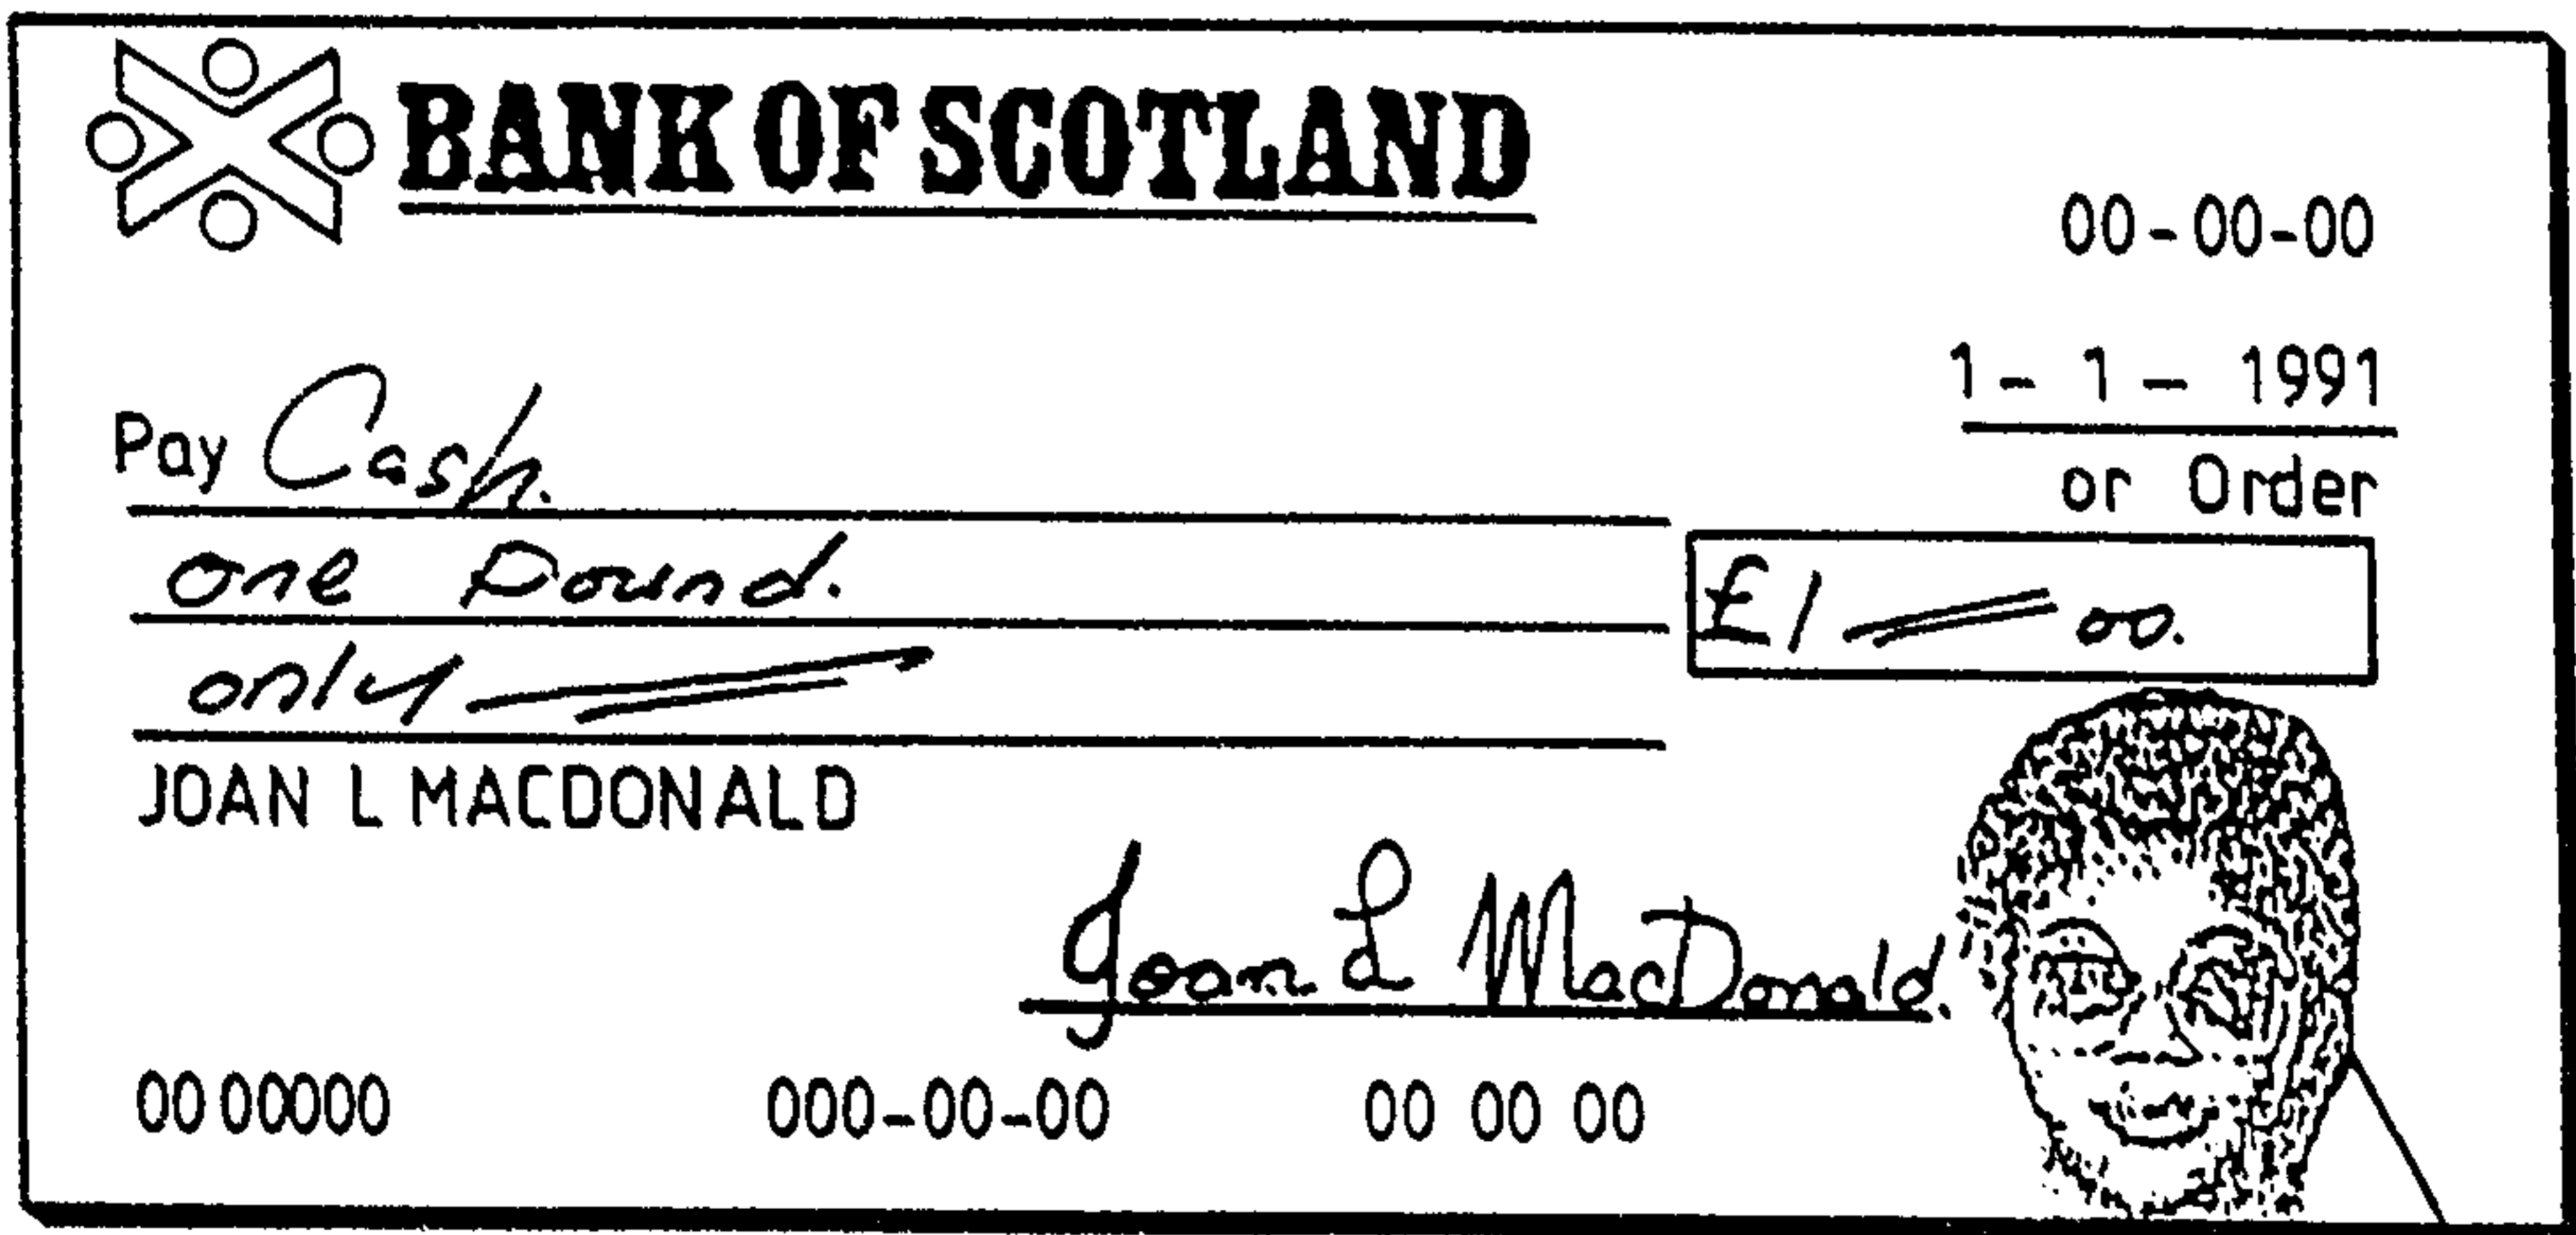 BANK OF SCOTLAND
00-00-00
1 - 1 - 1991
Pay Cash.
or Order
one Pound.
£1 00.
only
JOAN L MACDONALD
Joan L MacDonald.
00 00000 000-00-00 00 00 00